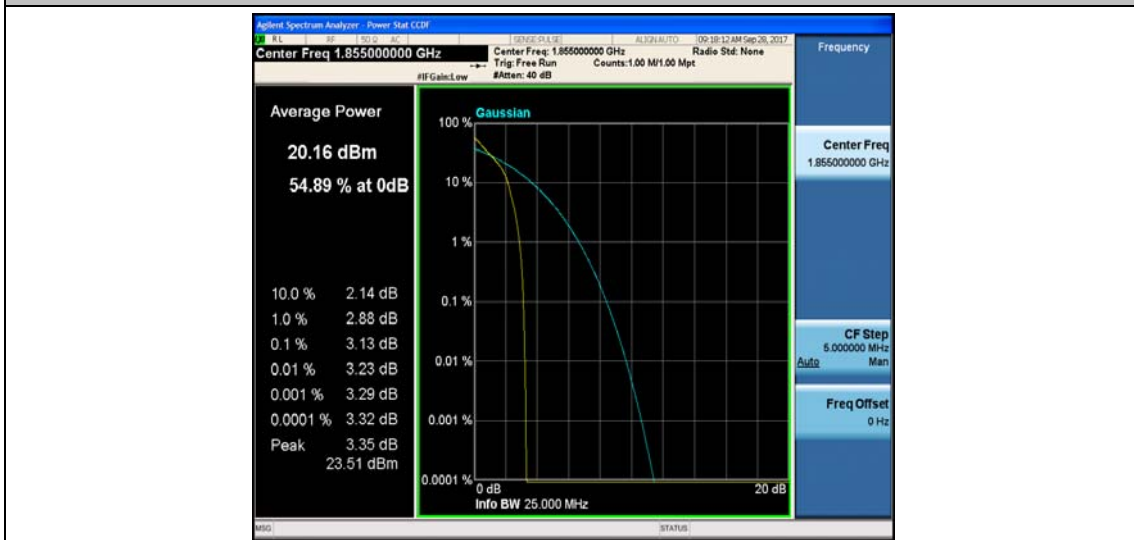 Agilent Spectrum Analyzer - Power Stat CCDF
RL RF 50 Ω AC SENSE:PULSE ALIGN AUTO 09:18:12 AM Sep 28, 2017
Center Freq 1.855000000 GHz
Center Freq: 1.855000000 GHz Radio Std: None
Trig: Free Run Counts:1.00 M/1.00 Mpt
#IFGain:Low #Atten: 40 dB
Frequency
Average Power
20.16 dBm
54.89 % at 0dB
10.0 % 2.14 dB
1.0 % 2.88 dB
0.1 % 3.13 dB
0.01 % 3.23 dB
0.001 % 3.29 dB
0.0001 % 3.32 dB
Peak 3.35 dB
23.51 dBm
Gaussian
100 %
10 %
1 %
0.1 %
0.01 %
0.001 %
0.0001 %
0 dB 20 dB
Info BW 25.000 MHz
Center Freq
1.855000000 GHz
CF Step
5.000000 MHz
Auto Man
Freq Offset
0 Hz
MSG STATUS